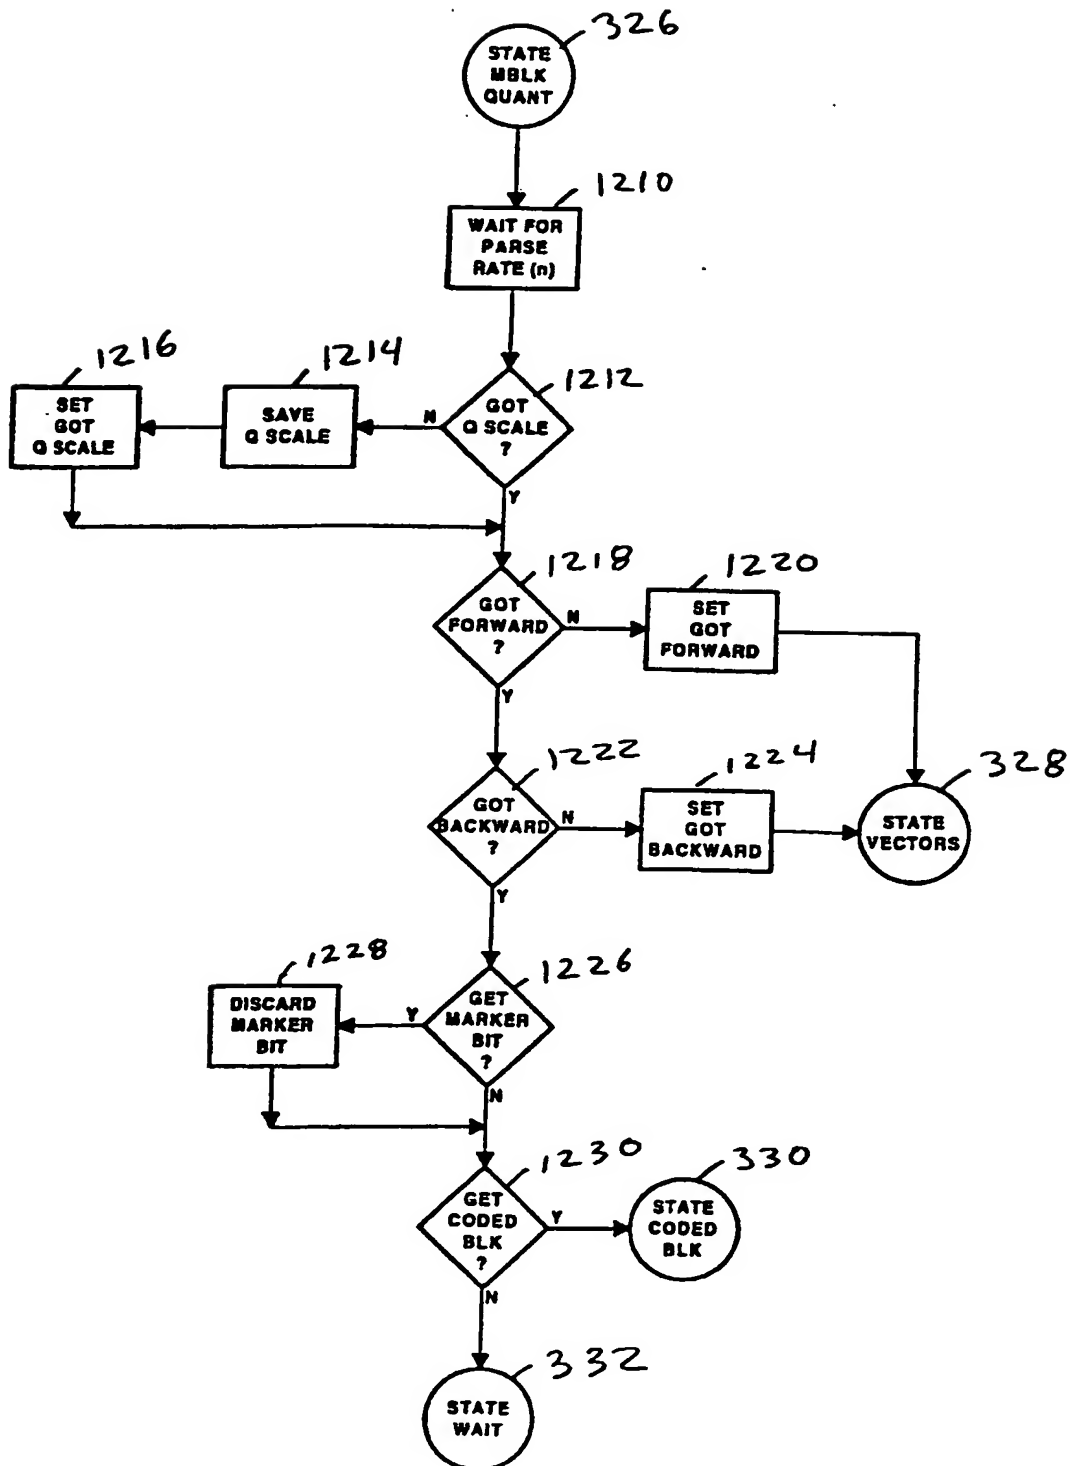 326
STATE
MBLK
QUANT
1210
WAIT FOR
PARSE
RATE (n)
1216
1214
1212
SET
GOT
Q SCALE
SAVE
Q SCALE
N
GOT
Q SCALE
?
Y
1218
1220
GOT
FORWARD
?
N
SET
GOT
FORWARD
Y
1222
1224
328
GOT
BACKWARD
?
N
SET
GOT
BACKWARD
STATE
VECTORS
Y
1228
1226
DISCARD
MARKER
BIT
Y
GET
MARKER
BIT
?
N
1230
330
GET
CODED
BLK
?
Y
STATE
CODED
BLK
N
332
STATE
WAIT